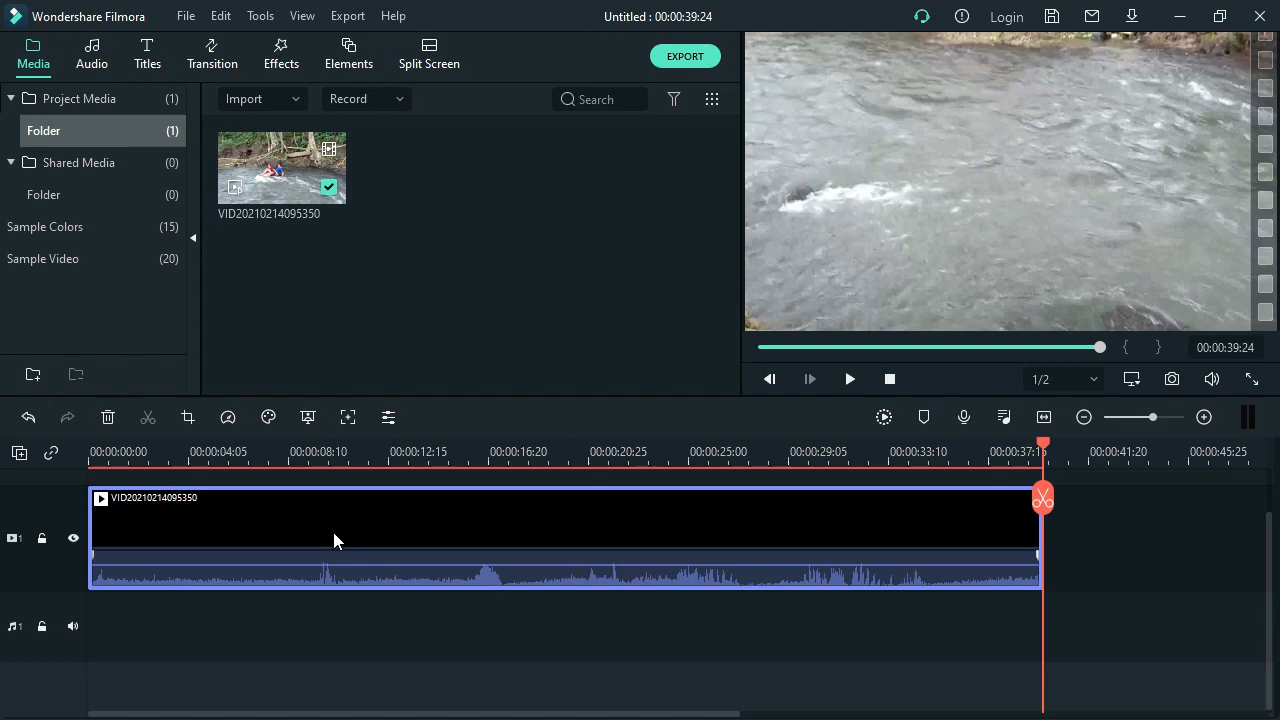 Wondershare Filmora File Edit Tools View Export Help Untitled : 00:00:39:24 Login
Media Audio Titles Transition Effects Elements Split Screen EXPORT
Project Media (1)
Folder (1)
Shared Media (0)
Folder (0)
Sample Colors (15)
Sample Video (20)
Import Record Search
VID20210214095350
00:00:39:24
1/2
00:00:00:00 00:00:04:05 00:00:08:10 00:00:12:15 00:00:16:20 00:00:20:25 00:00:25:00 00:00:29:05 00:00:33:10 00:00:37:15 00:00:41:20 00:00:45:25
VID20210214095350
1
1